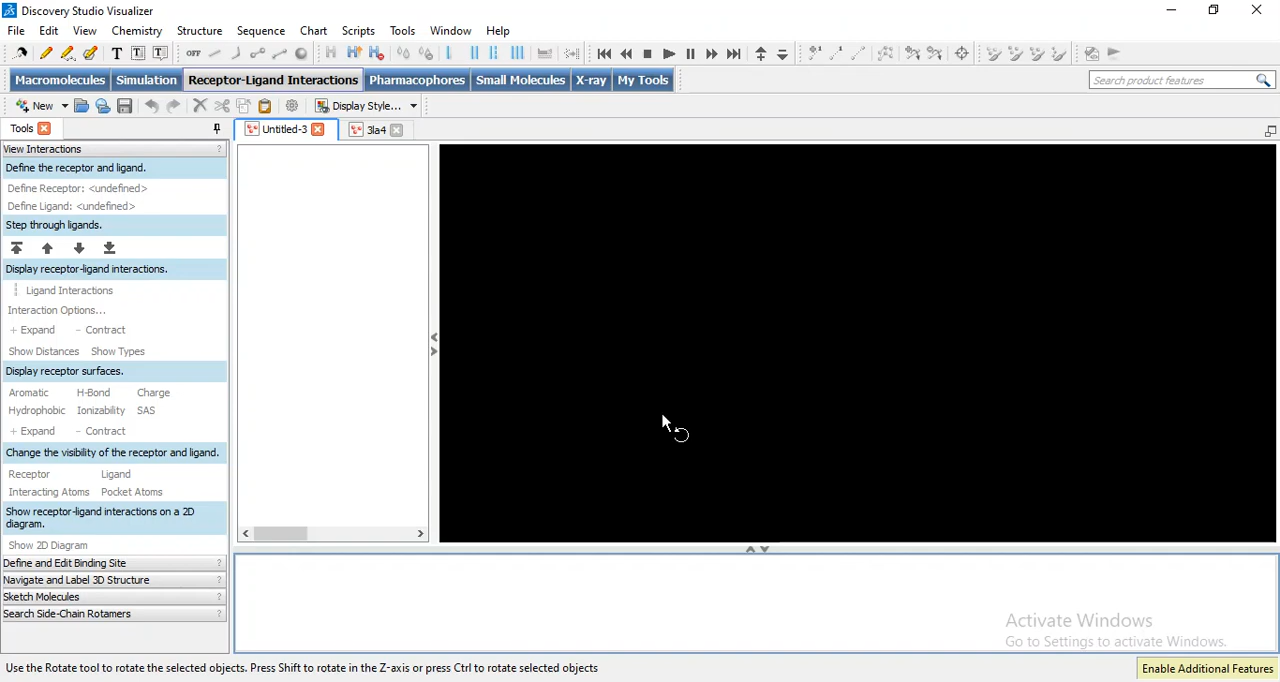 Discovery Studio Visualizer
File Edit View Chemistry Structure Sequence Chart Scripts Tools Window Help
OFF
Macromolecules Simulation Receptor-Ligand Interactions Pharmacophores Small Molecules X-ray My Tools
Search product features
New Display Style...
Tools Untitled-3 3la4
View Interactions ?
Define the receptor and ligand.
Define Receptor: <undefined>
Define Ligand: <undefined>
Step through ligands.
Display receptor-ligand interactions.
Ligand Interactions
Interaction Options...
+ Expand - Contract
Show Distances Show Types
Display receptor surfaces.
Aromatic H-Bond Charge
Hydrophobic Ionizability SAS
+ Expand - Contract
Change the visibility of the receptor and ligand.
Receptor Ligand
Interacting Atoms Pocket Atoms
Show receptor-ligand interactions on a 2D
diagram.
Show 2D Diagram
Define and Edit Binding Site ?
Navigate and Label 3D Structure ?
Sketch Molecules ?
Search Side-Chain Rotamers ?
Activate Windows
Go to Settings to activate Windows.
Use the Rotate tool to rotate the selected objects. Press Shift to rotate in the Z-axis or press Ctrl to rotate selected objects
Enable Additional Features